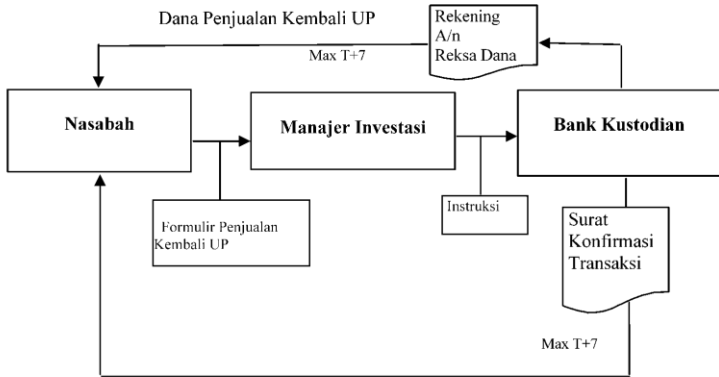 Dana Penjualan Kembali UP
Rekening
A/n
Reksa Dana
Max T+7
Nasabah
Manajer Investasi
Bank Kustodian
Formulir Penjualan
Kembali UP
Instruksi
Surat
Konfirmasi
Transaksi
Max T+7